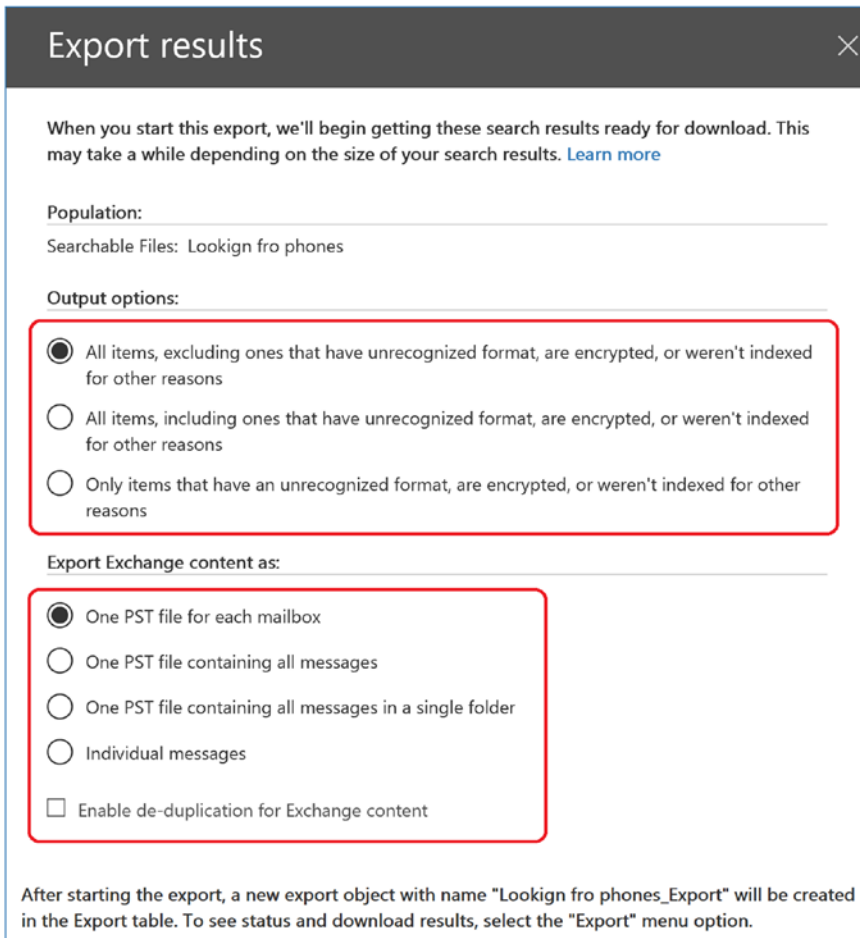 Export results
When you start this export, we'll begin getting these search results ready for download. This
may take a while depending on the size of your search results. Learn more
Population:
Searchable Files: Lookign fro phones
Output options:
All items, excluding ones that have unrecognized format, are encrypted, or weren't indexed
for other reasons
All items, including ones that have unrecognized format, are encrypted, or weren't indexed
for other reasons
Only items that have an unrecognized format, are encrypted, or weren't indexed for other
reasons
Export Exchange content as:
One PST file for each mailbox
One PST file containing all messages
One PST file containing all messages in a single folder
Individual messages
Enable de-duplication for Exchange content
After starting the export, a new export object with name "Lookign fro phones_Export" will be created
in the Export table. To see status and download results, select the "Export" menu option.